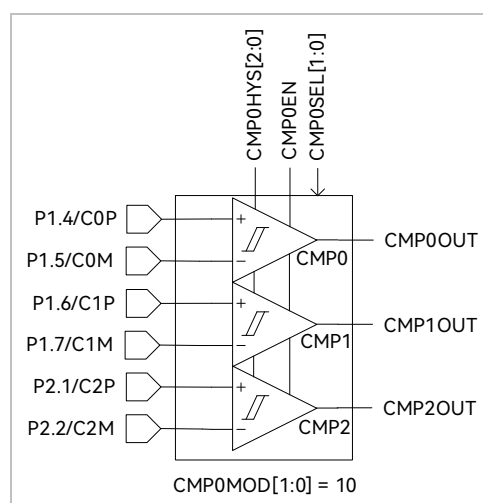 CMP0HYS[2:0]
CMP0EN
CMP0SEL[1:0]
P1.4/C0P
+
CMP0
CMP0OUT
P1.5/C0M
−
P1.6/C1P
+
CMP1
CMP1OUT
P1.7/C1M
−
P2.1/C2P
+
CMP2
CMP2OUT
P2.2/C2M
−
CMP0MOD[1:0] = 10